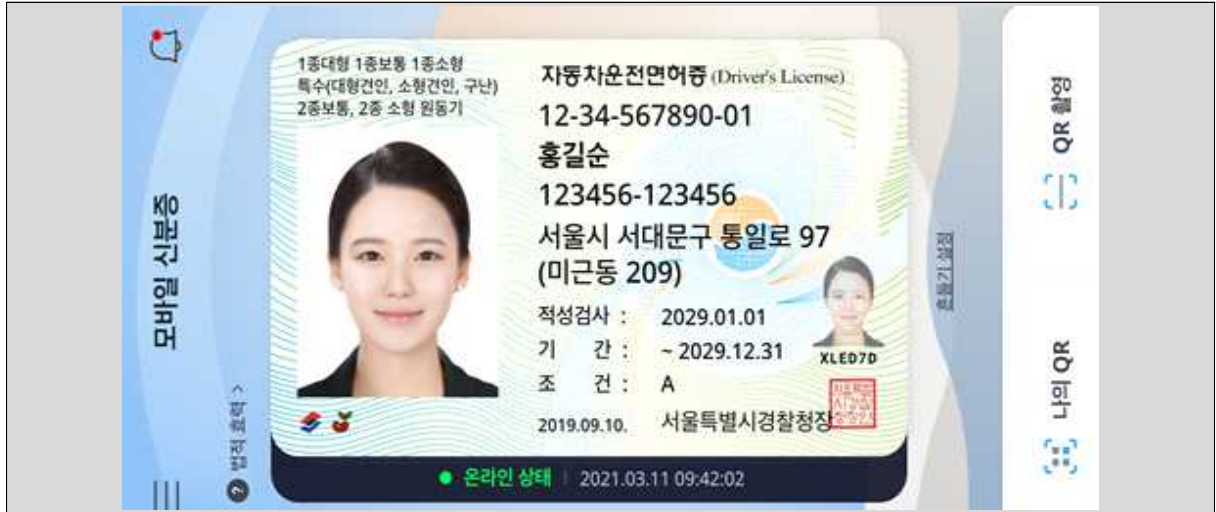 모바일 신분증
? 법적 효력 >
1종대형 1종보통 1종소형
특수(대형견인, 소형견인, 구난)
2종보통, 2종 소형 원동기
자동차운전면허증 (Driver's License)
12-34-567890-01
홍길순
123456-123456
서울시 서대문구 통일로 97
(미근동 209)
적성검사 : 2029.01.01
기 간 : ~ 2029.12.31
조 건 : A
XLED7D
2019.09.10. 서울특별시경찰청장
온라인 상태 | 2021.03.11 09:42:02
흔들기 설정
나의 QR
QR 촬영